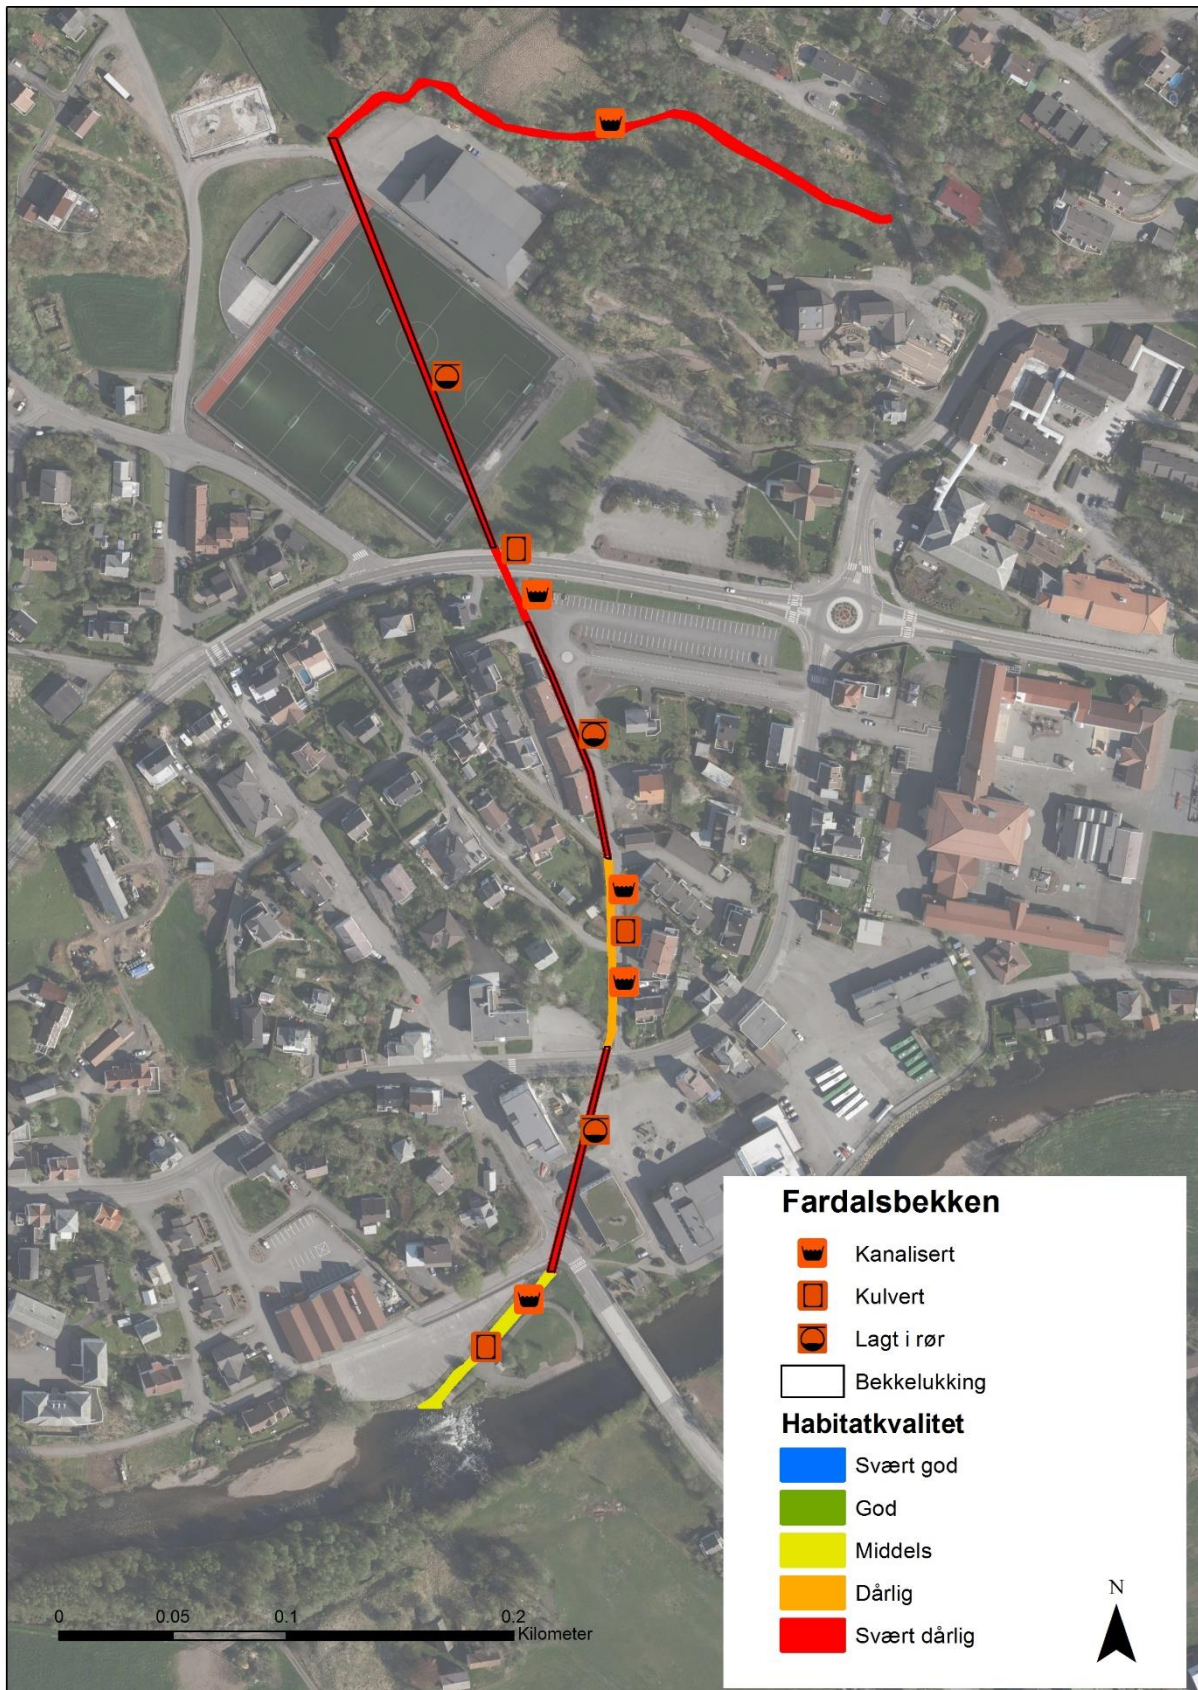 Fardalsbekken
Kanalisert
Kulvert
Lagt i rør
Bekkelukking
Habitatkvalitet
Svært god
God
Middels
Dårlig
Svært dårlig
N
0 0.05 0.1 0.2
Kilometer